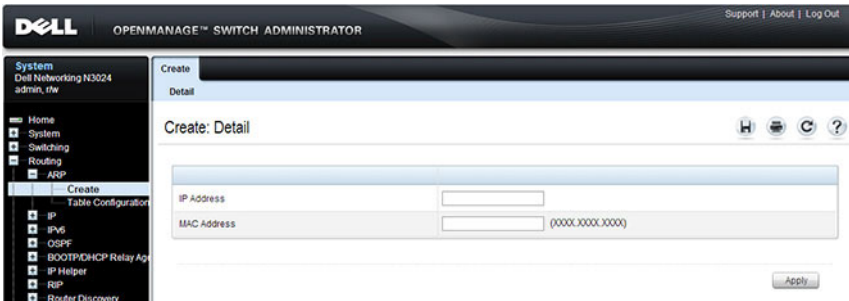 Support | About | Log Out
DELL OPENMANAGE™ SWITCH ADMINISTRATOR
System
Dell Networking N3024
admin, r/w
Home
System
Switching
Routing
ARP
Create
Table Configuration
IP
IPv6
OSPF
BOOTP/DHCP Relay Age
IP Helper
RIP
Router Discovery
Create
Detail
Create: Detail
IP Address
MAC Address (XXXX.XXXX.XXXX)
Apply